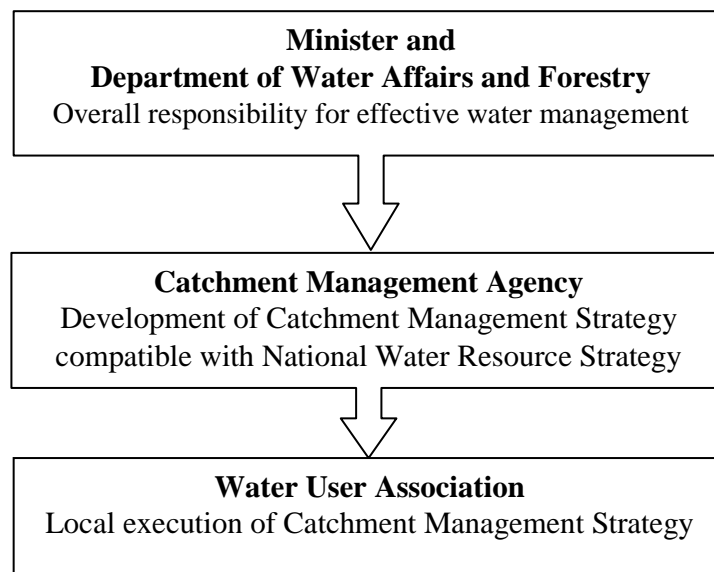 Minister and
Department of Water Affairs and Forestry
Overall responsibility for effective water management
Catchment Management Agency
Development of Catchment Management Strategy
compatible with National Water Resource Strategy
Water User Association
Local execution of Catchment Management Strategy